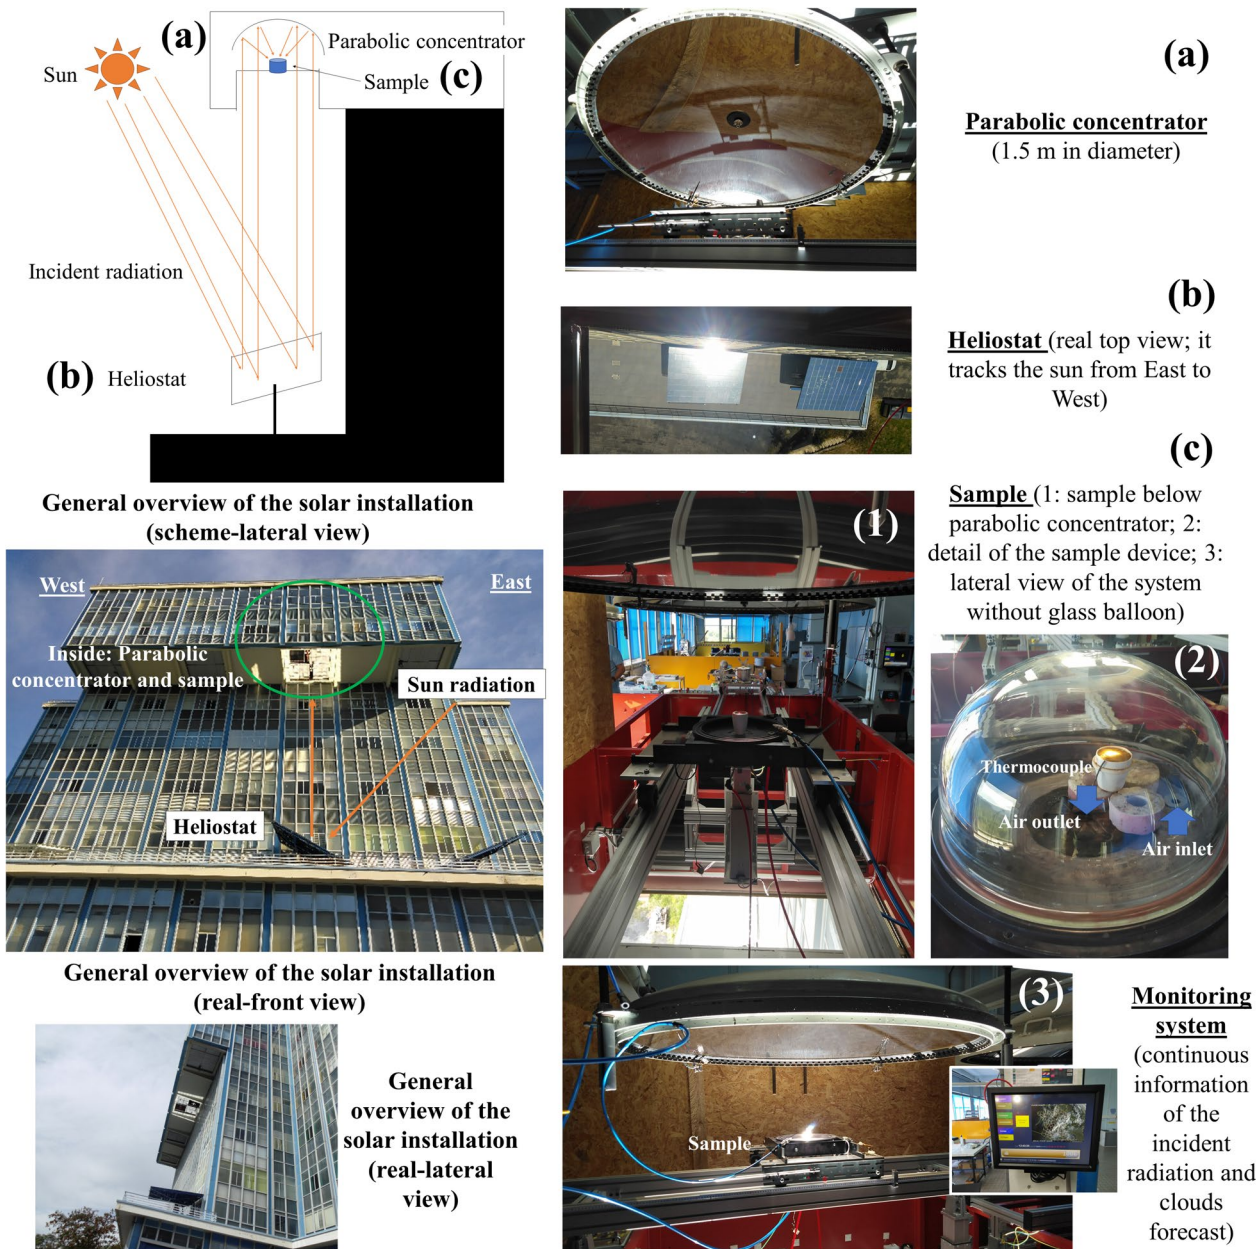 (a)
Parabolic concentrator
Sun
Sample (c)
Incident radiation
(b) Heliostat
General overview of the solar installation
(scheme-lateral view)
West
East
Inside: Parabolic
concentrator and sample
Sun radiation
Heliostat
General overview of the solar installation
(real-front view)
General
overview of the
solar installation
(real-lateral
view)
(a)
Parabolic concentrator
(1.5 m in diameter)
(b)
Heliostat (real top view; it
tracks the sun from East to
West)
(c)
Sample (1: sample below
parabolic concentrator; 2:
detail of the sample device; 3:
lateral view of the system
without glass balloon)
(1)
(2)
Thermocouple
Air outlet
Air inlet
(3)
Sample
Monitoring
system
(continuous
information
of the
incident
radiation and
clouds
forecast)